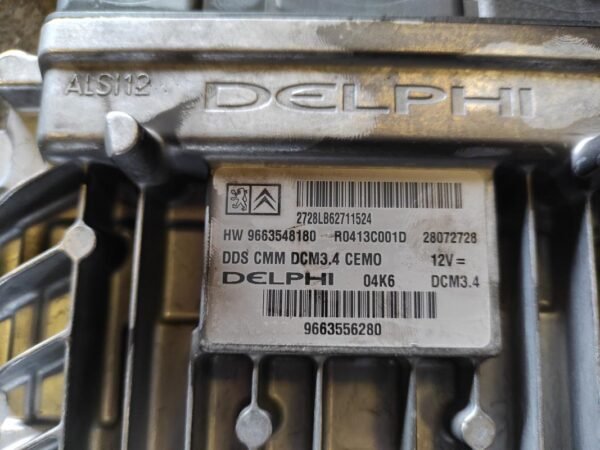 ALSI12
DELPHI
2728LB62711524
HW 9663548180 R0413C001D 28072728
DDS CMM DCM3.4 CEMO 12V =
DELPHI 04K6 DCM3.4
9663556280